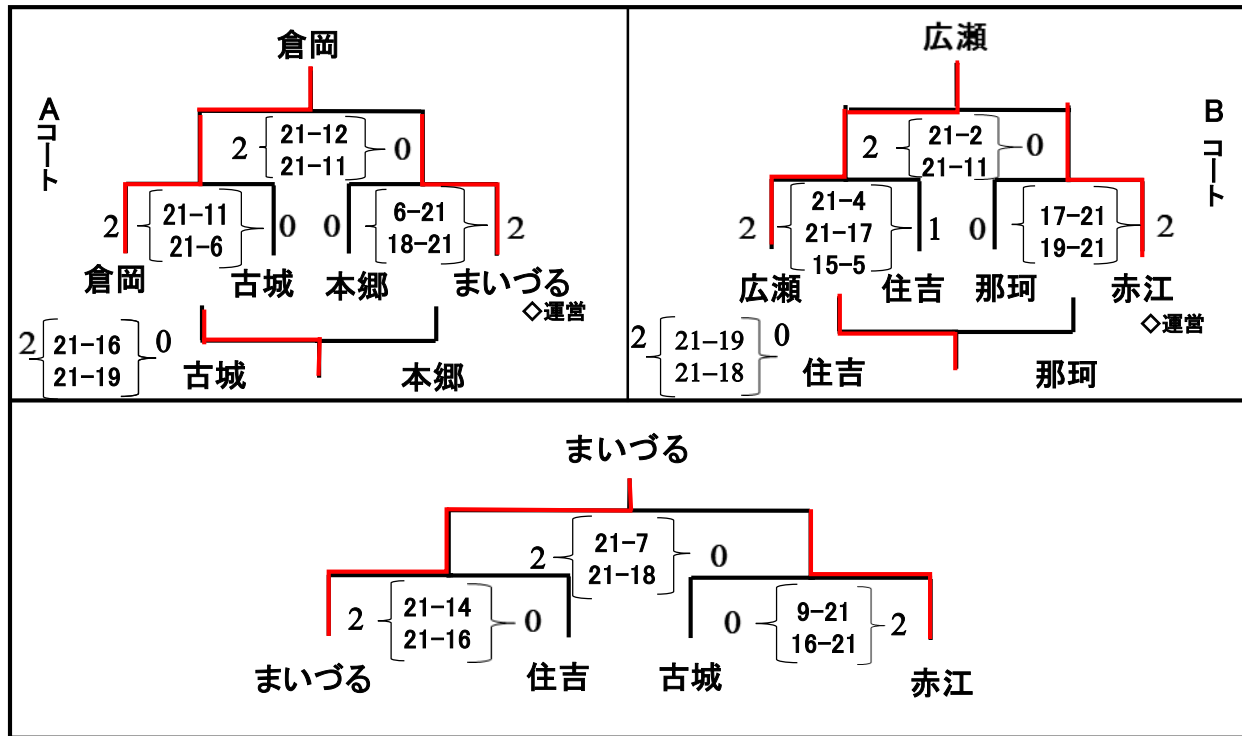 Aコート
倉岡
2 21-12 0
21-11
2 21-11 0
21-6
0 6-21 2
18-21
倉岡 古城 本郷 まいづる
◇運営
2 21-16 0
21-19
古城 本郷
Bコート
広瀬
2 21-2 0
21-11
2 21-4 1
21-17
15-5
0 17-21 2
19-21
広瀬 住吉 那珂 赤江
◇運営
2 21-19 0
21-18
住吉 那珂
まいづる
2 21-7 0
21-18
2 21-14 0
21-16
0 9-21 2
16-21
まいづる 住吉 古城 赤江